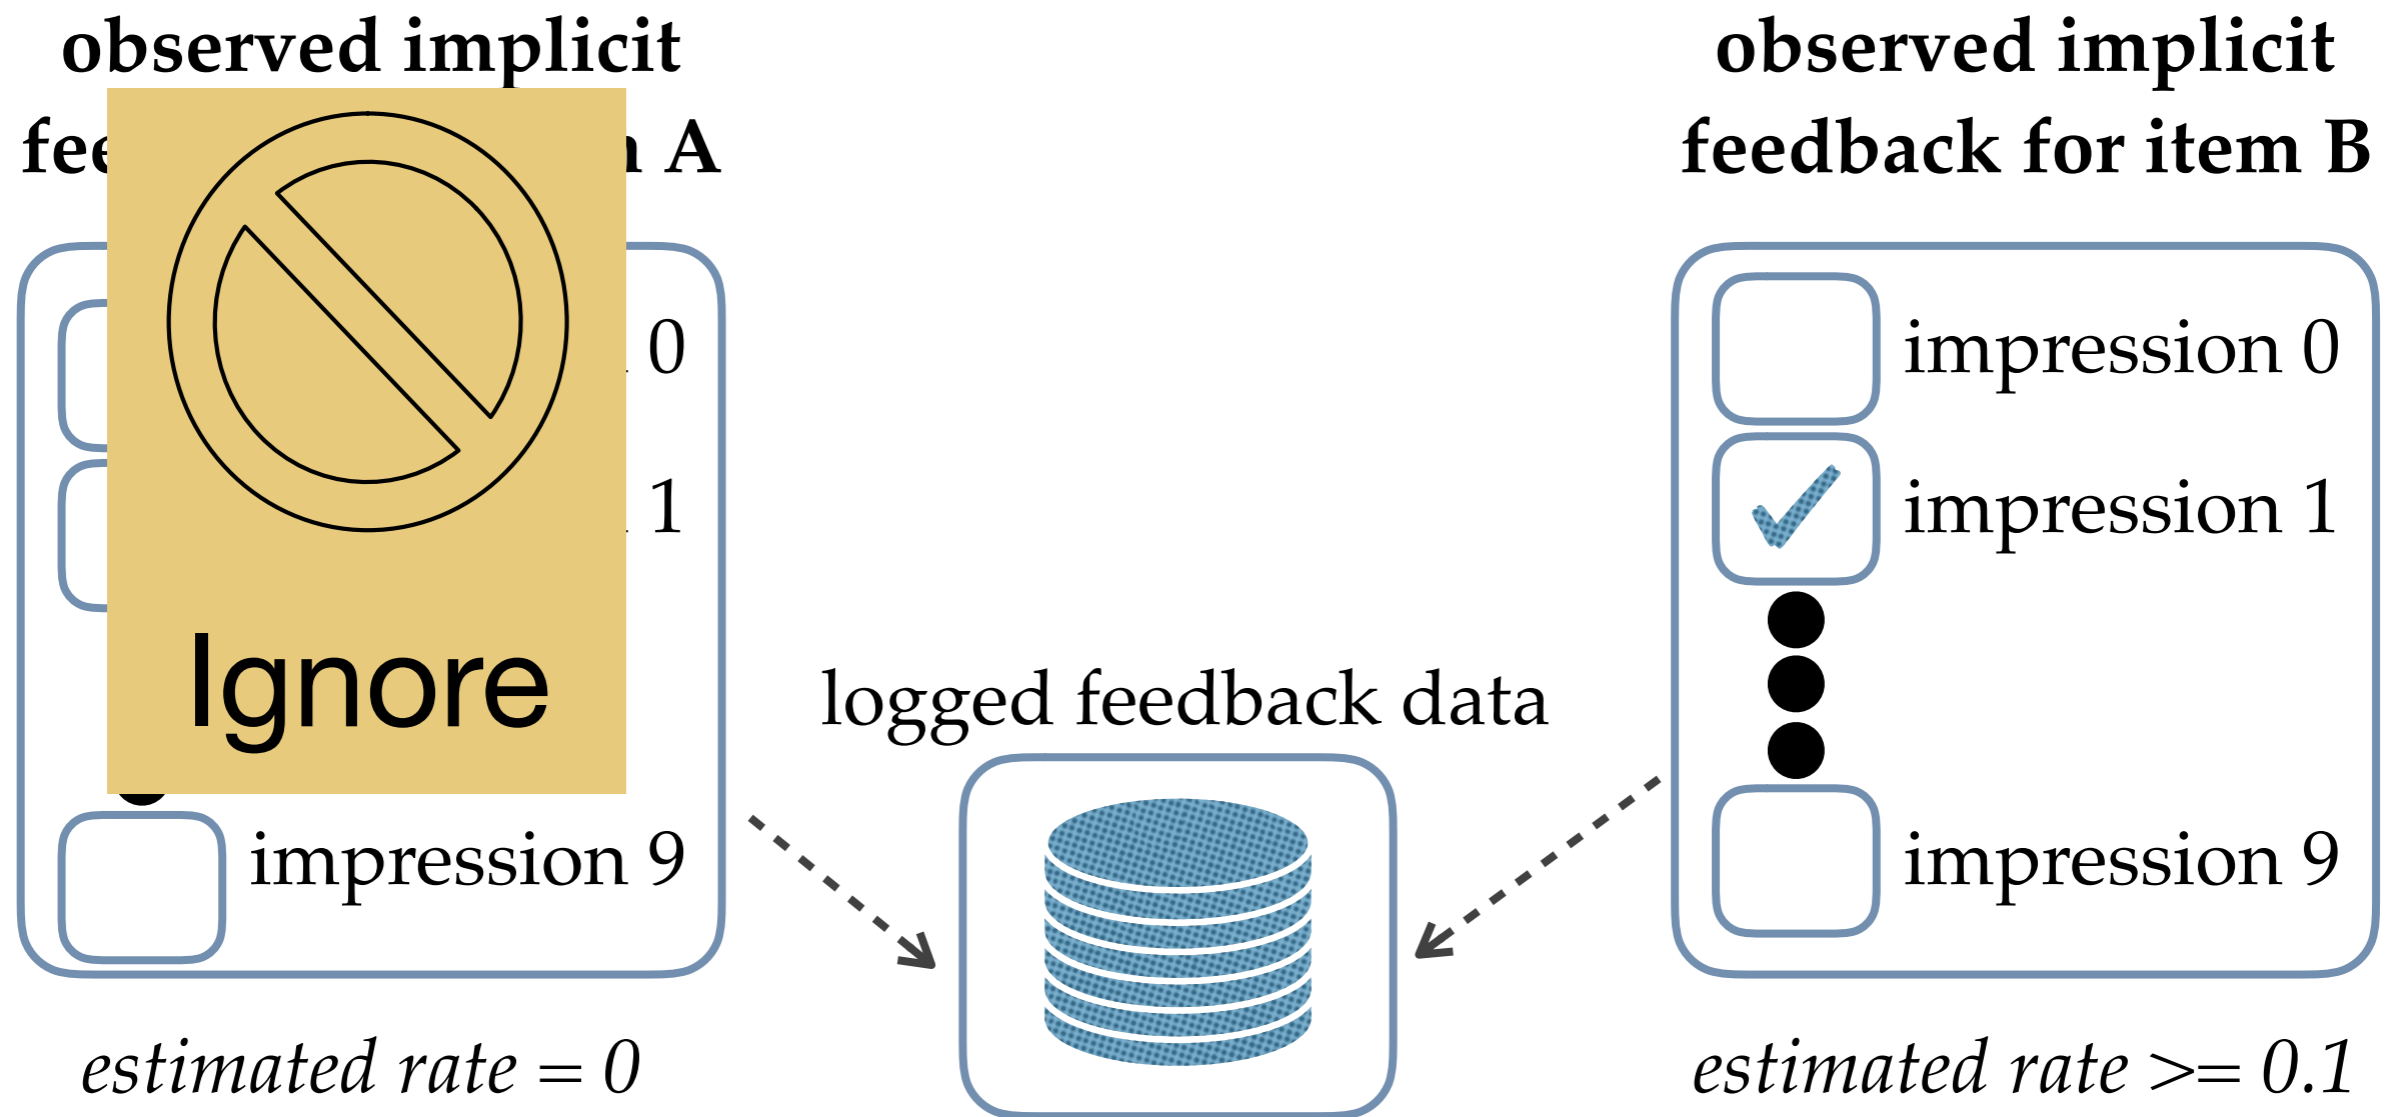 observed implicit
A
0
1
Ignore
impression 9
estimated rate = 0
logged feedback data
observed implicit
feedback for item B
impression 0
impression 1
impression 9
estimated rate >= 0.1